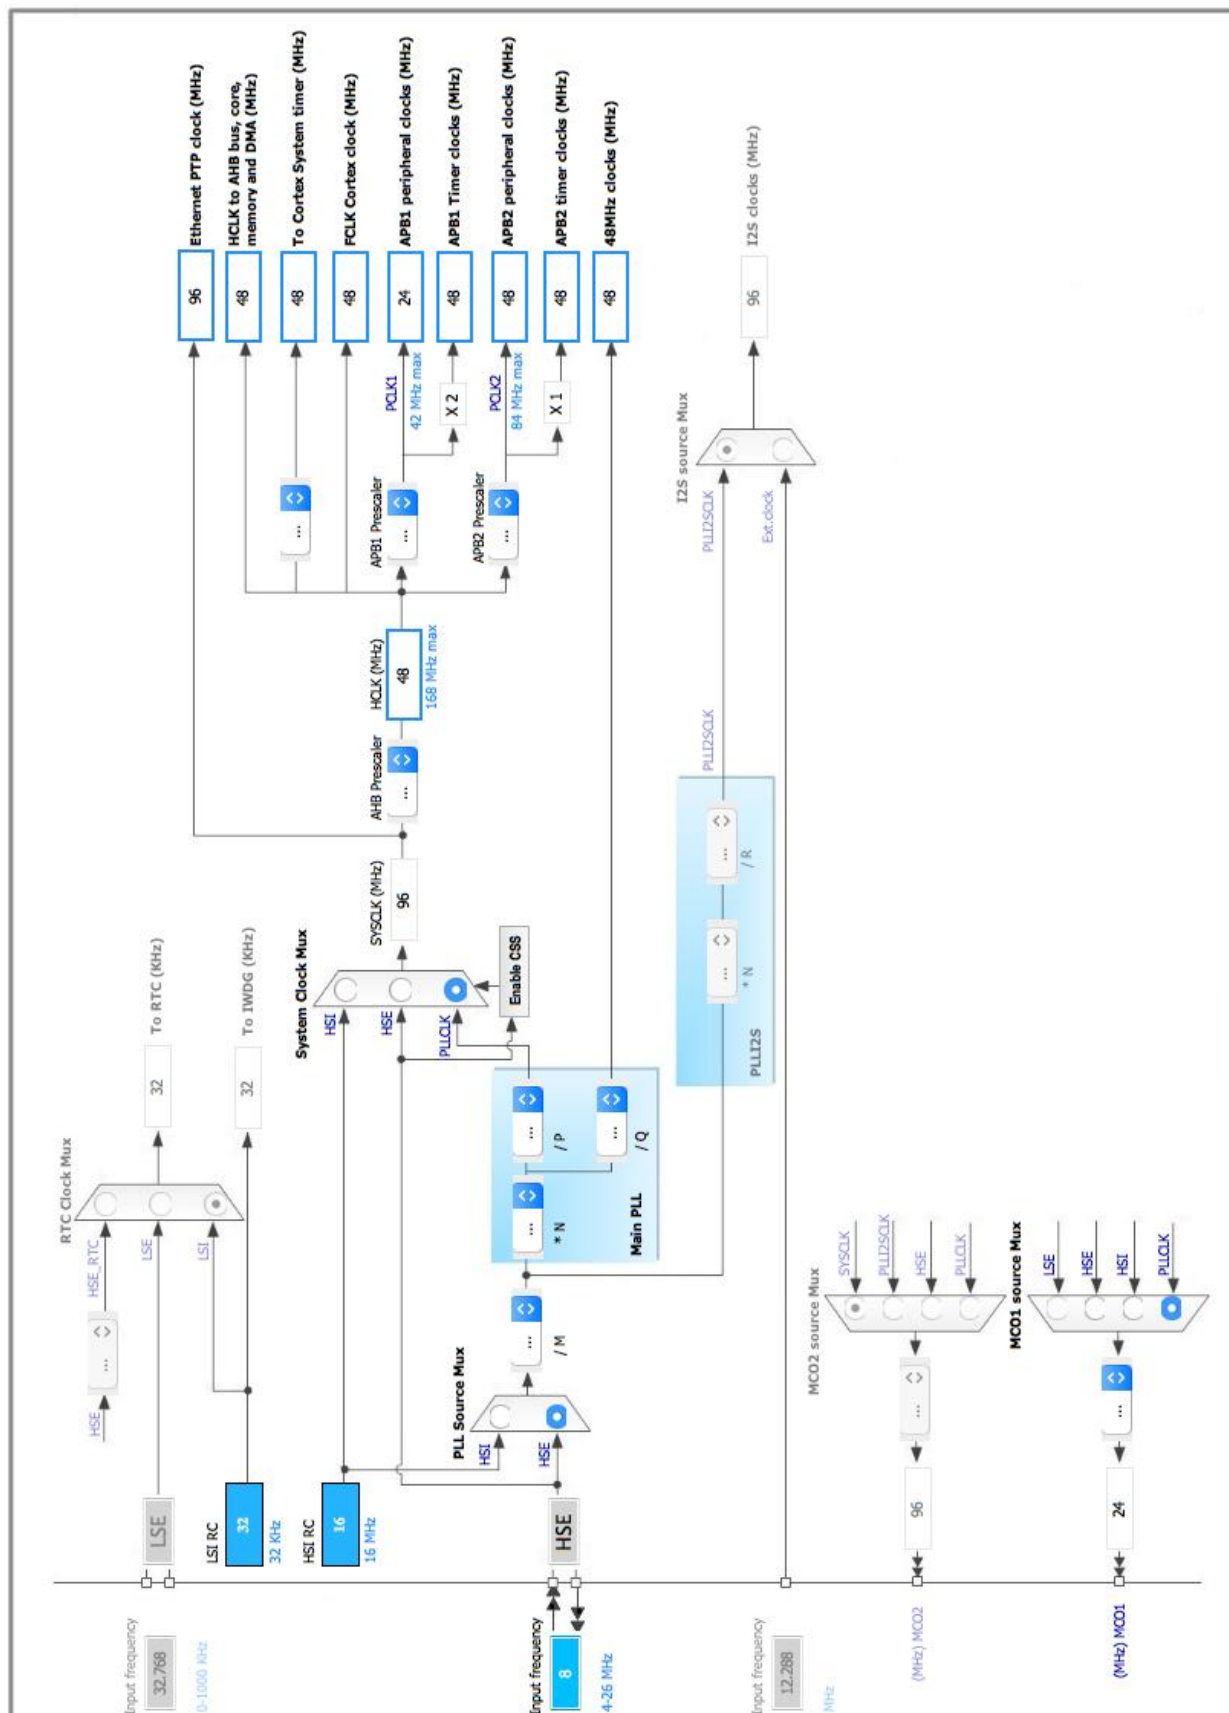 Input frequency
32.768
0-1000 KHz
LSE
HSE
...
HSE_RTC
LSE
LSI
RTC Clock Mux
32
To RTC (KHz)
LSI RC
32
32 KHz
32
To IWDG (KHz)
HSI RC
16
16 MHz
System Clock Mux
HSI
HSE
PLLCLK
Enable CSS
SYSCLK (MHz)
96
AHB Prescaler
...
HCLK (MHz)
48
168 MHz max
96
Ethernet PTP clock (MHz)
48
HCLK to AHB bus, core,
memory and DMA (MHz)
...
48
To Cortex System timer (MHz)
48
FCLK Cortex clock (MHz)
APB1 Prescaler
...
PCLK1
42 MHz max
24
APB1 peripheral clocks (MHz)
X 2
48
APB1 Timer clocks (MHz)
APB2 Prescaler
...
PCLK2
84 MHz max
48
APB2 peripheral clocks (MHz)
X 1
48
APB2 timer clocks (MHz)
48
48MHz clocks (MHz)
Input frequency
8
4-26 MHz
HSE
PLL Source Mux
HSI
HSE
...
/ M
...
* N
...
/ P
...
/ Q
Main PLL
...
* N
...
/ R
PLLI2S
PLLI2SCLK
PLLI2SCLK
Ext.clock
I2S source Mux
96
I2S clocks (MHz)
Input frequency
12.288
MHz
MCO2 source Mux
SYSCLK
PLLI2SCLK
HSE
PLLCLK
...
96
(MHz) MCO2
MCO1 source Mux
LSE
HSE
HSI
PLLCLK
...
24
(MHz) MCO1